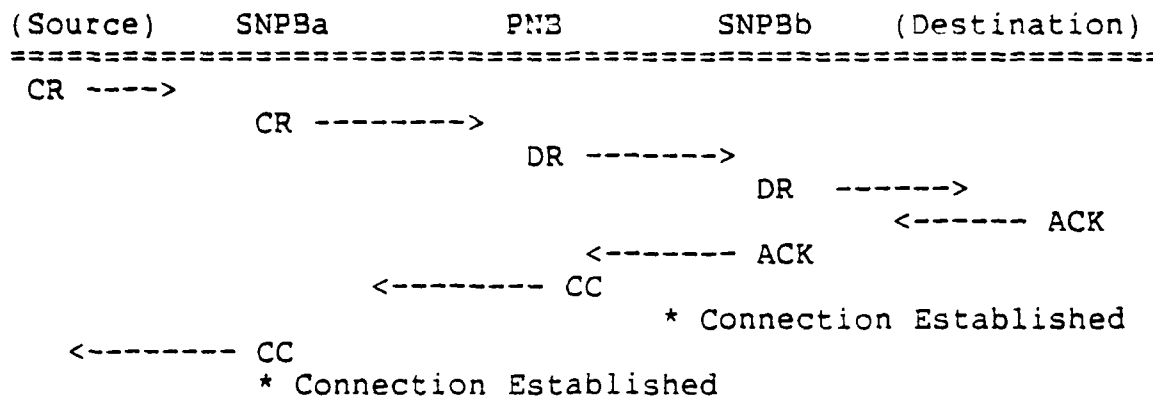 (Source) SNPBa PNB SNPBb (Destination)
============================================================
CR ---->
CR -------->
DR ------->
DR ------>
<------ ACK
<------- ACK
<-------- CC
* Connection Established
<-------- CC
* Connection Established